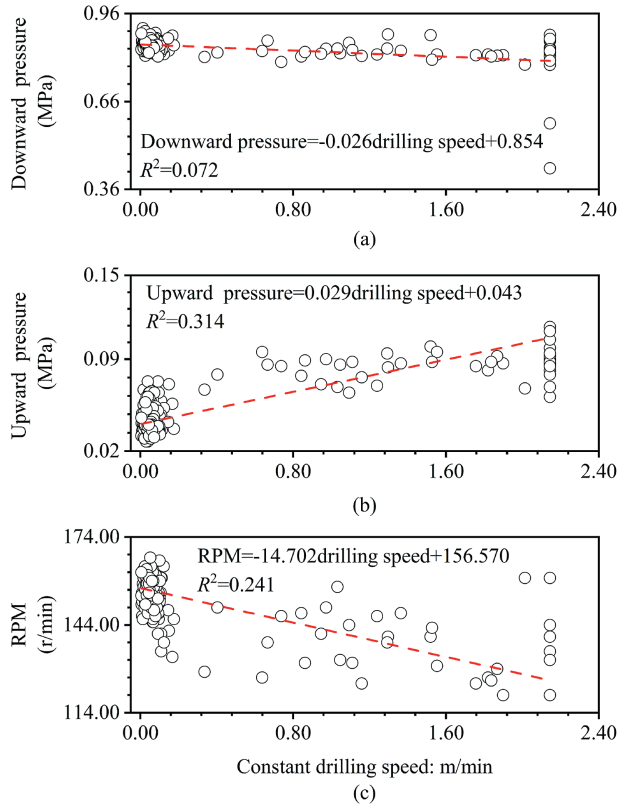 0.96
0.66
0.36
Downward pressure
(MPa)
Downward pressure=-0.026drilling speed+0.854
R²=0.072
0.00 0.80 1.60 2.40
(a)
0.15
0.09
0.02
Upward pressure
(MPa)
Upward pressure=0.029drilling speed+0.043
R²=0.314
0.00 0.80 1.60 2.40
(b)
174.00
144.00
114.00
RPM
(r/min)
RPM=-14.702drilling speed+156.570
R²=0.241
0.00 0.80 1.60 2.40
Constant drilling speed: m/min
(c)